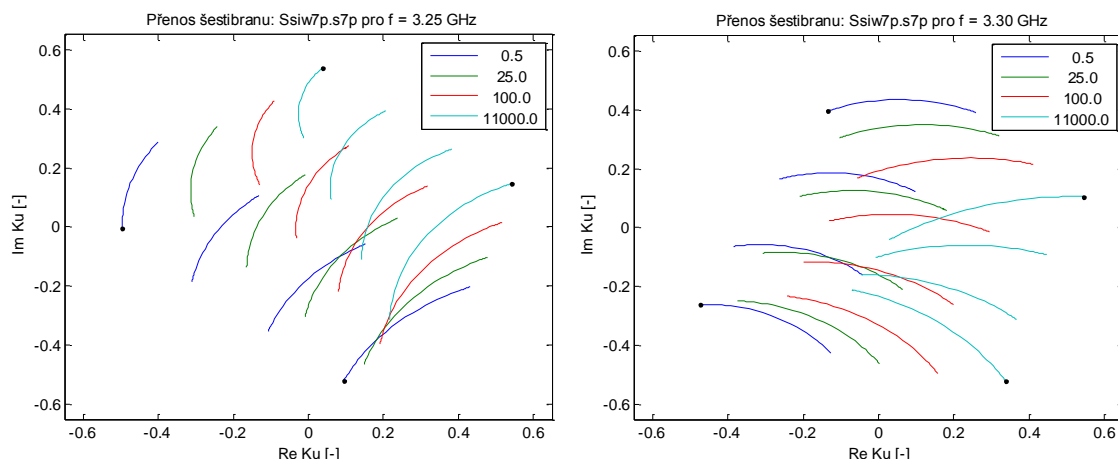 Přenos šestibranu: Ssiw7p.s7p pro f = 3.25 GHz
0.6
0.4
0.2
0
-0.2
-0.4
-0.6
Im Ku [-]
0.5
25.0
100.0
11000.0
-0.6 -0.4 -0.2 0 0.2 0.4 0.6
Re Ku [-]
Přenos šestibranu: Ssiw7p.s7p pro f = 3.30 GHz
0.6
0.4
0.2
0
-0.2
-0.4
-0.6
Im Ku [-]
0.5
25.0
100.0
11000.0
-0.6 -0.4 -0.2 0 0.2 0.4 0.6
Re Ku [-]